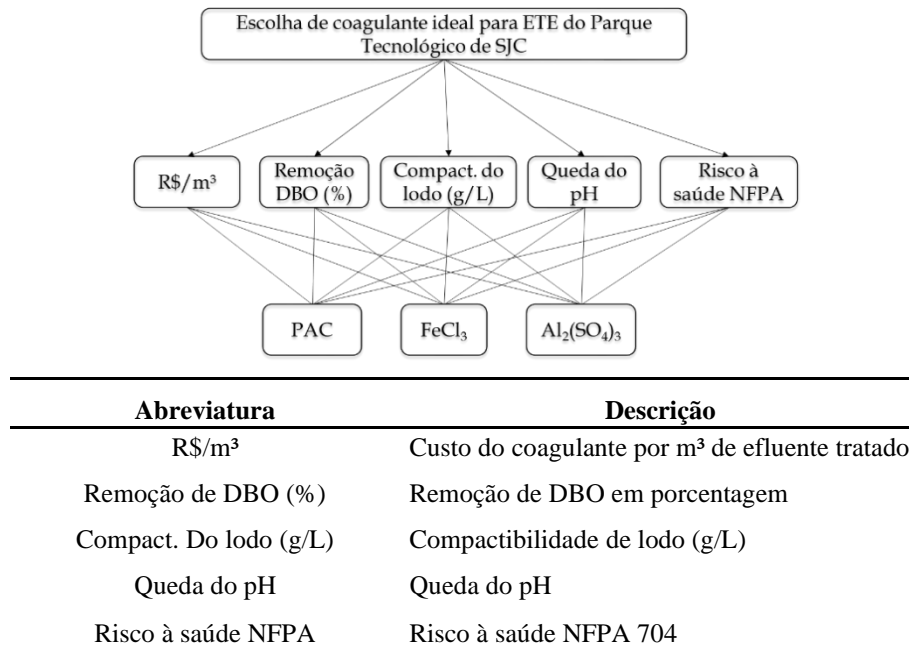 Escolha de coagulante ideal para ETE do Parque
Tecnológico de SJC
R$/m³
Remoção
DBO (%)
Compact. do
lodo (g/L)
Queda do
pH
Risco à
saúde NFPA
PAC
FeCl₃
Al₂(SO₄)₃
Abreviatura Descrição
R$/m³ Custo do coagulante por m³ de efluente tratado
Remoção de DBO (%) Remoção de DBO em porcentagem
Compact. Do lodo (g/L) Compactibilidade de lodo (g/L)
Queda do pH Queda do pH
Risco à saúde NFPA Risco à saúde NFPA 704